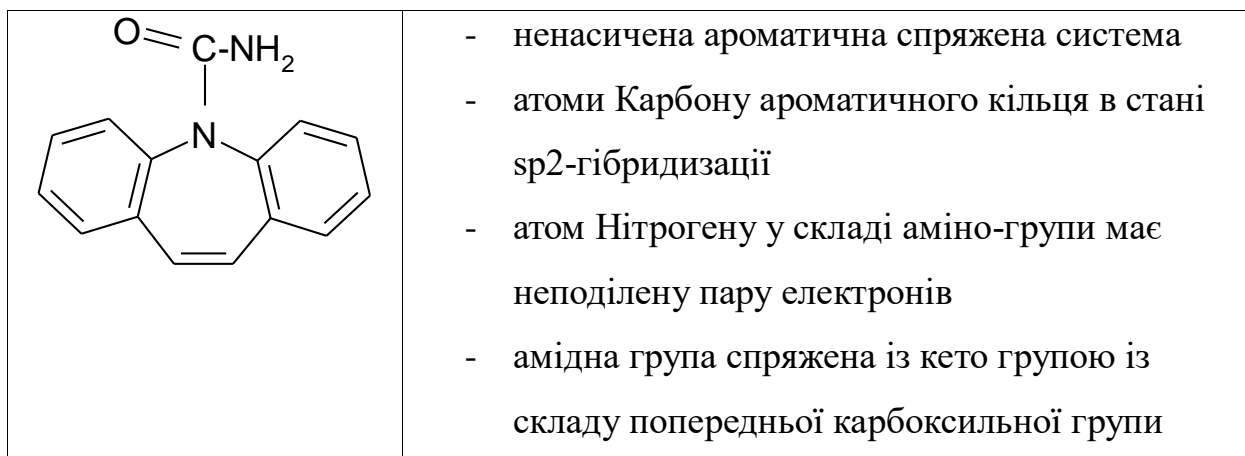 O
C-NH2
N
- ненасичена ароматична спряжена система
- атоми Карбону ароматичного кільця в стані
sp2-гібридизації
- атом Нітрогену у складі аміно-групи має
неподілену пару електронів
- амідна група спряжена із кето групою із
складу попередньої карбоксильної групи